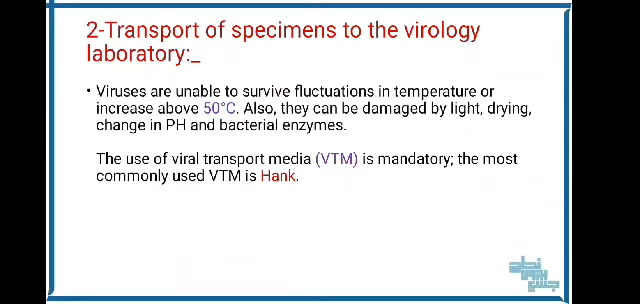 2-Transport of specimens to the virology
laboratory:_
• Viruses are unable to survive fluctuations in temperature or
increase above 50°C. Also, they can be damaged by light, drying,
change in PH and bacterial enzymes.
The use of viral transport media (VTM) is mandatory; the most
commonly used VTM is Hank.